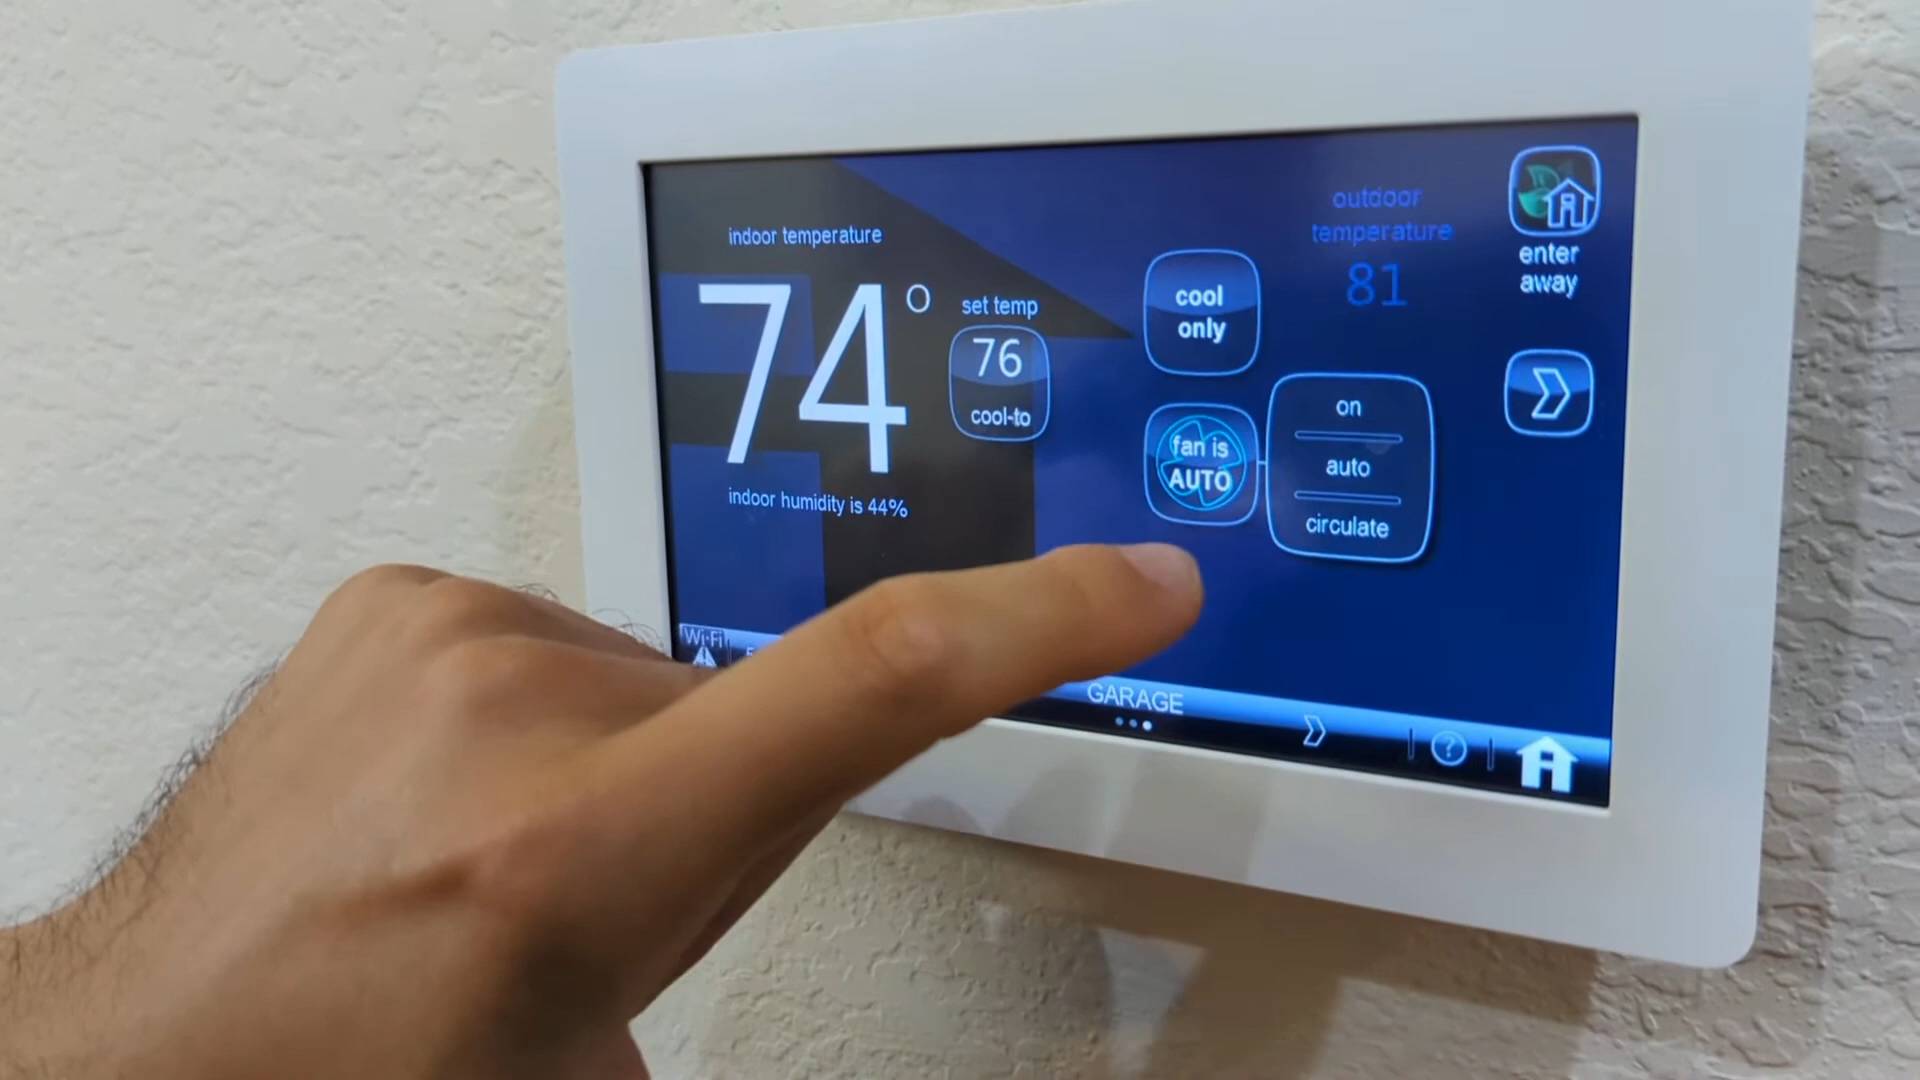 indoor temperature
74°
set temp
76
cool-to
indoor humidity is 44%
cool
only
fan is
AUTO
on
auto
circulate
outdoor
temperature
81
enter
away
Wi-Fi
GARAGE
?